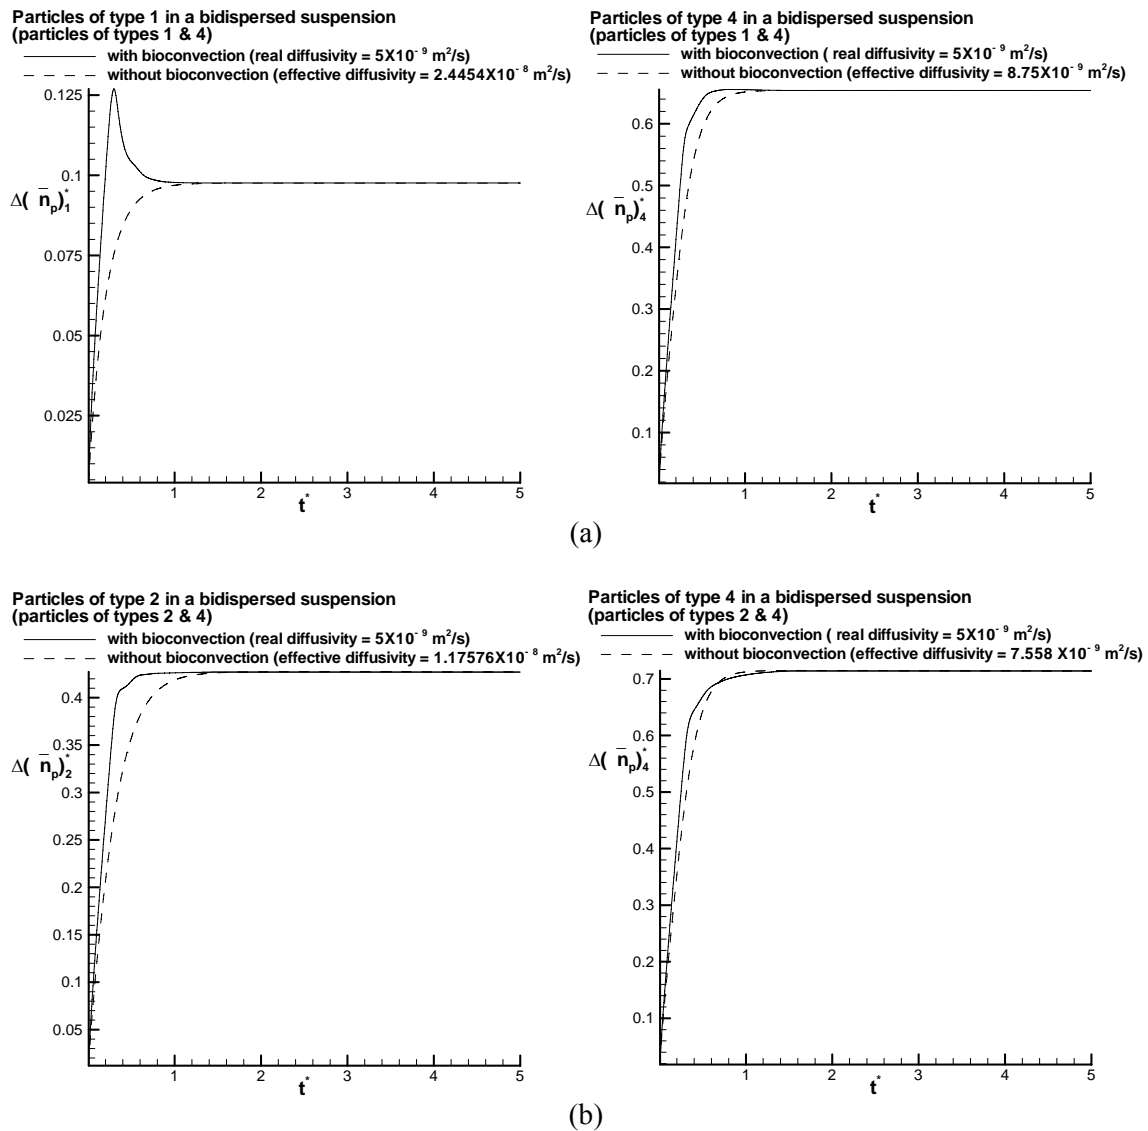 Particles of type 1 in a bidispersed suspension
(particles of types 1 & 4)
with bioconvection (real diffusivity = 5X10⁻⁹ m²/s)
without bioconvection (effective diffusivity = 2.4454X10⁻⁸ m²/s)
0.125
0.1
0.075
0.05
0.025
Δ( n̄ₚ)₁*
1 2 3 4 5
t*
Particles of type 4 in a bidispersed suspension
(particles of types 1 & 4)
with bioconvection ( real diffusivity = 5X10⁻⁹ m²/s)
without bioconvection (effective diffusivity = 8.75X10⁻⁹ m²/s)
0.6
0.5
0.4
0.3
0.2
0.1
Δ( n̄ₚ)₄*
1 2 3 4 5
t*
(a)
Particles of type 2 in a bidispersed suspension
(particles of types 2 & 4)
with bioconvection (real diffusivity = 5X10⁻⁹ m²/s)
without bioconvection (effective diffusivity = 1.17576X10⁻⁸ m²/s)
0.4
0.35
0.3
0.25
0.2
0.15
0.1
0.05
Δ( n̄ₚ)₂*
1 2 3 4 5
t*
Particles of type 4 in a bidispersed suspension
(particles of types 2 & 4)
with bioconvection ( real diffusivity = 5X10⁻⁹ m²/s)
without bioconvection (effective diffusivity = 7.558 X10⁻⁹ m²/s)
0.7
0.6
0.5
0.4
0.3
0.2
0.1
Δ( n̄ₚ)₄*
1 2 3 4 5
t*
(b)